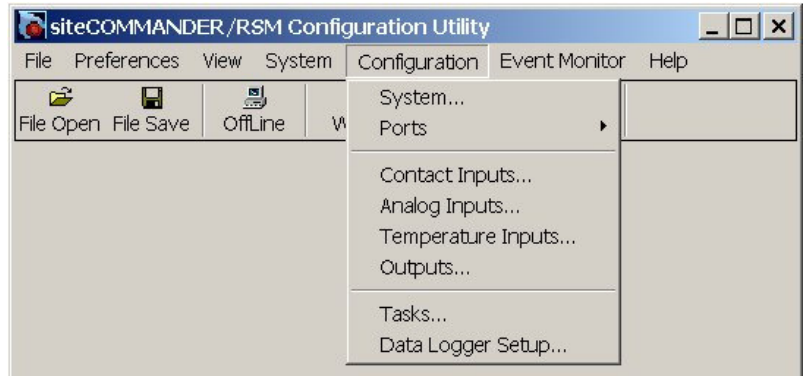 siteCOMMANDER/RSM Configuration Utility
File Preferences View System Configuration Event Monitor Help
File Open File Save OffLine
System...
Ports
Contact Inputs...
Analog Inputs...
Temperature Inputs...
Outputs...
Tasks...
Data Logger Setup...